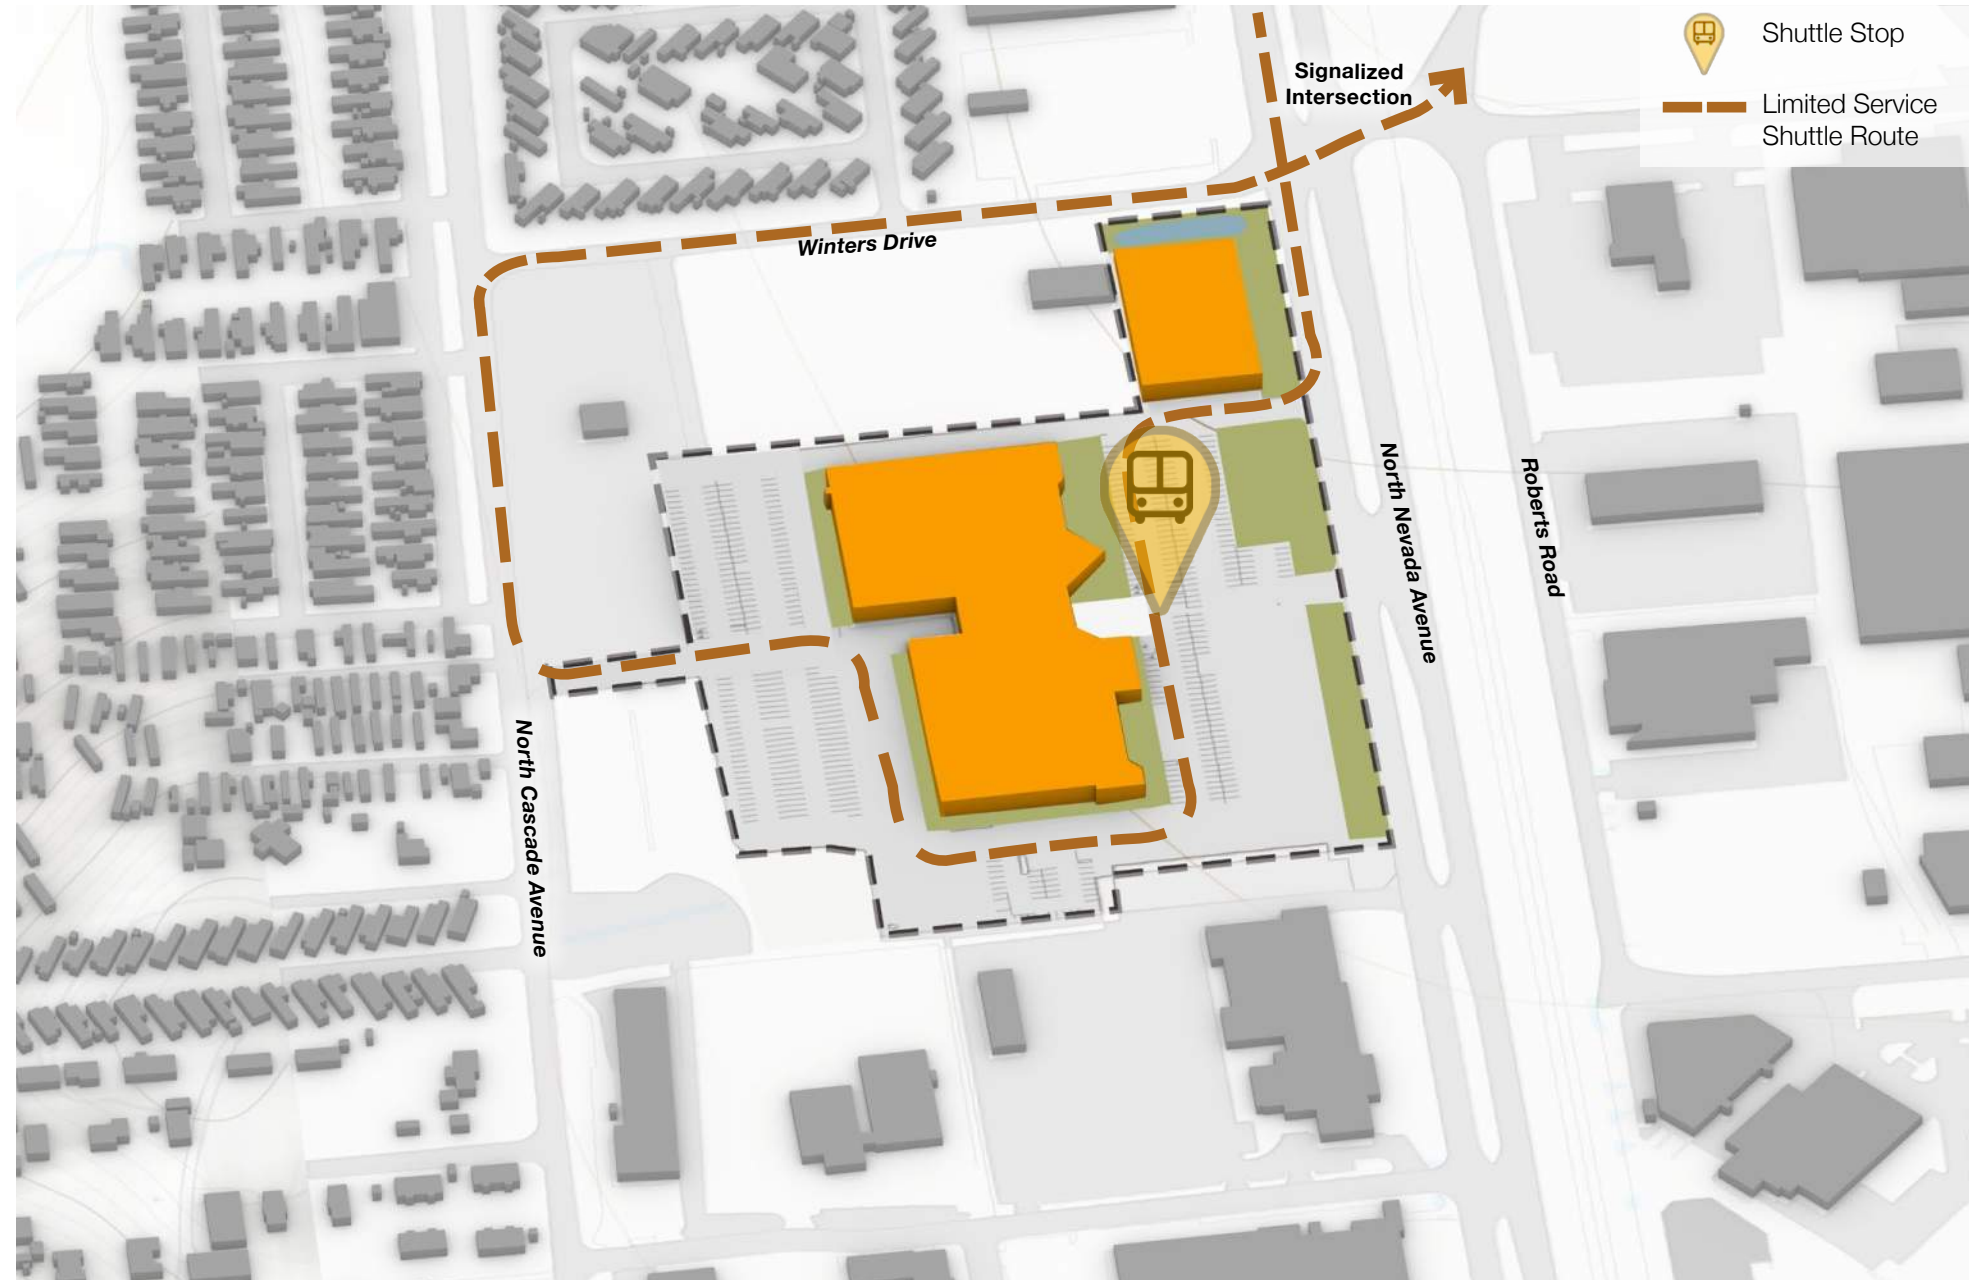 Shuttle Stop
Limited Service
Shuttle Route
Signalized
Intersection
Winters Drive
North Nevada Avenue
Roberts Road
North Cascade Avenue